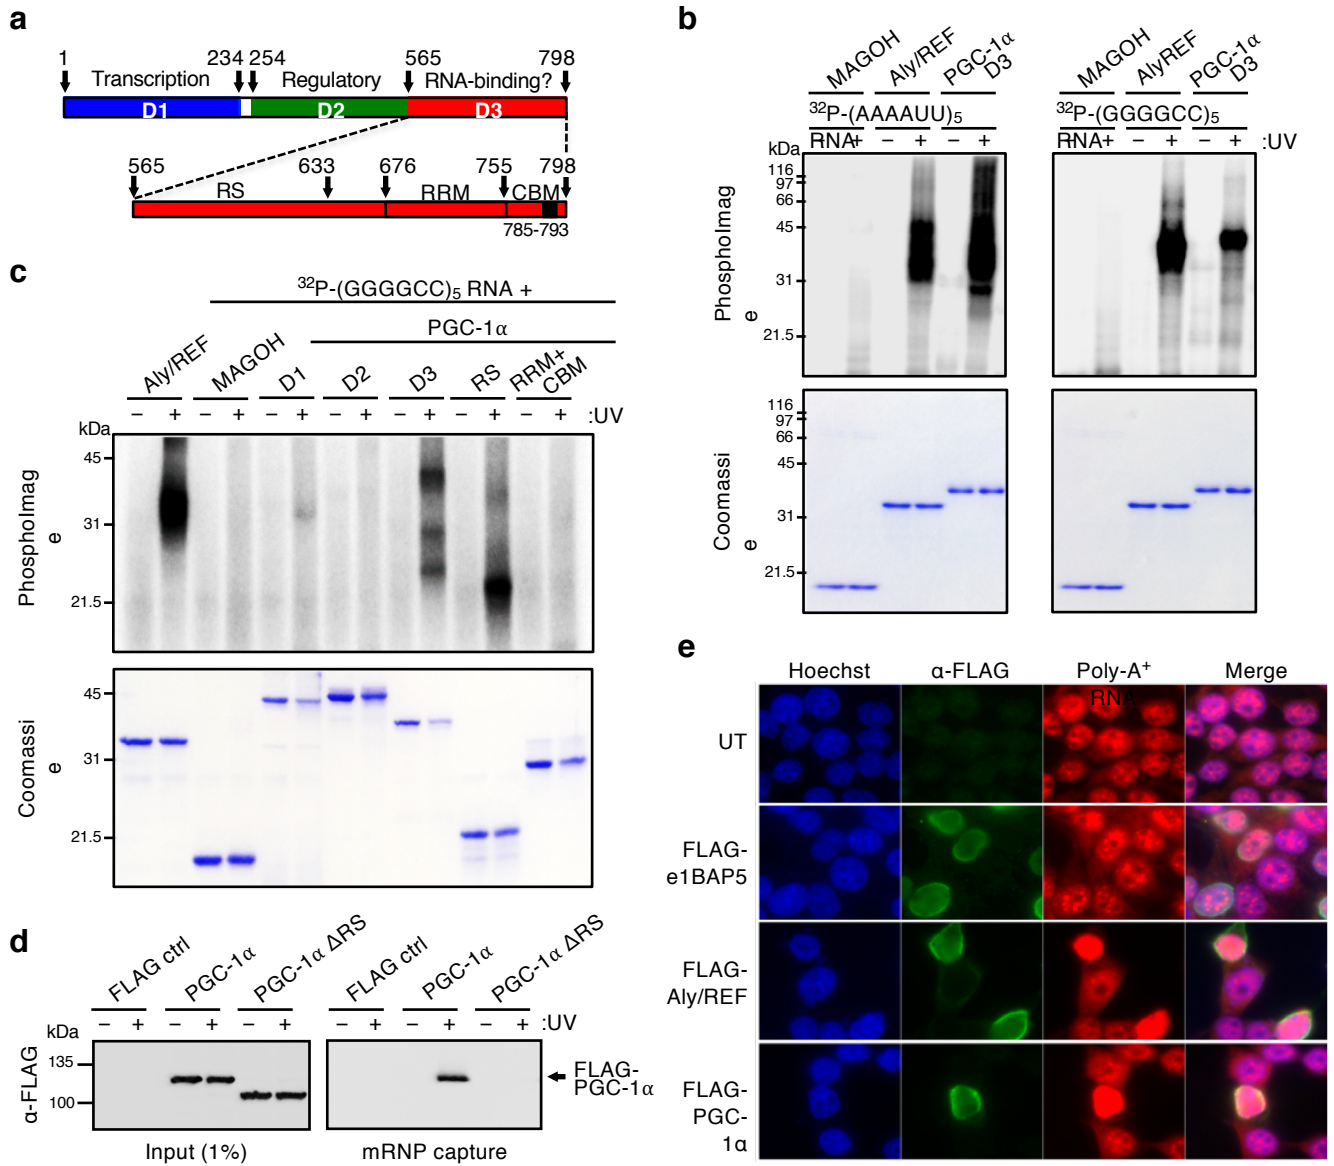 a
1 234 254 565 798
Transcription Regulatory RNA-binding?
D1 D2 D3
565 633 676 755 798
RS RRM CBM
785-793
b
MAGOH Aly/REF PGC-1α D3
³²P-(AAAAUU)₅
RNA+ − + − + 
kDa
116
97
66
45
31
21.5
PhosphoImag
e
MAGOH AlyREF PGC-1α D3
³²P-(GGGGCC)₅
RNA+ − + − + :UV
116
97
66
45
31
21.5
Coomassi
e
c
³²P-(GGGGCC)₅ RNA +
PGC-1α
Aly/REF MAGOH D1 D2 D3 RS RRM+ CBM
− + − + − + − + − + − + − + :UV
kDa
45
31
21.5
PhosphoImag
e
45
31
21.5
Coomassi
e
d
FLAG ctrl PGC-1α PGC-1α ΔRS FLAG ctrl PGC-1α PGC-1α ΔRS
− + − + − + − + − + − + :UV
kDa
135
100
α-FLAG
FLAG-
PGC-1α
Input (1%) mRNP capture
e
Hoechst α-FLAG Poly-A⁺ Merge
RNA
UT
FLAG-
e1BAP5
FLAG-
Aly/REF
FLAG-
PGC-
1α